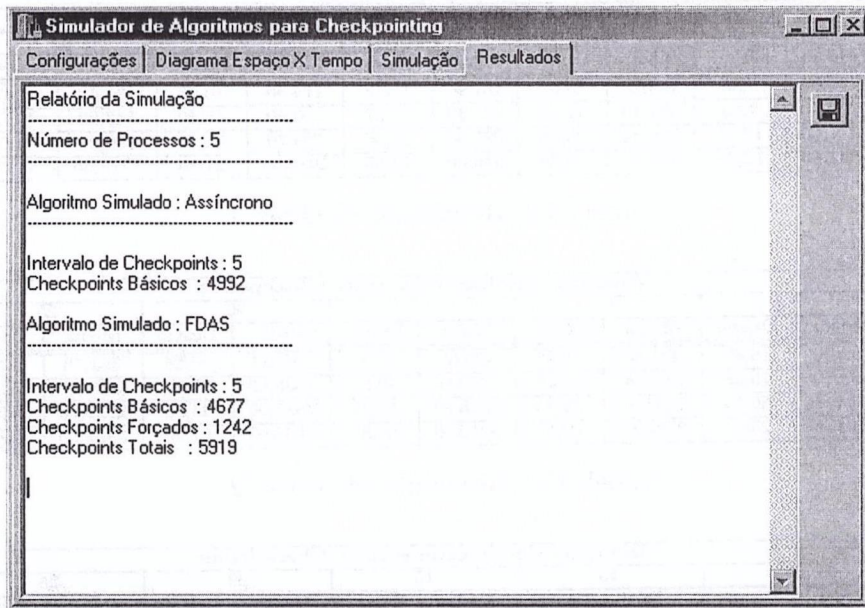 Simulador de Algoritmos para Checkpointing
Configurações Diagrama Espaço X Tempo Simulação Resultados
Relatório da Simulação
----------------------------------------------------
Número de Processos : 5
----------------------------------------------------
Algoritmo Simulado : Assíncrono
----------------------------------------------------
Intervalo de Checkpoints : 5
Checkpoints Básicos : 4992
Algoritmo Simulado : FDAS
----------------------------------------------------
Intervalo de Checkpoints : 5
Checkpoints Básicos : 4677
Checkpoints Forçados : 1242
Checkpoints Totais : 5919